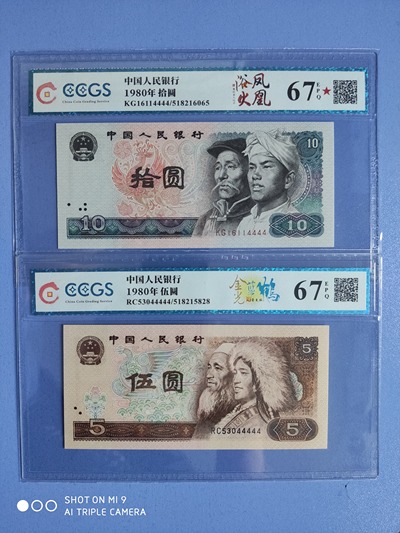 CCGS
China Coin Grading Service
中国人民银行
1980年 拾圆
KG16114444/518216065
浴火
凤凰
67 EPQ ★
中国人民银行
10
拾圆
KG16114444
10
10
CCGS
China Coin Grading Service
中国人民银行
1980年 伍圆
RC53044444/518215828
67 EPQ
中国人民银行
5
伍圆
RC53044444
5
5
SHOT ON MI 9
AI TRIPLE CAMERA